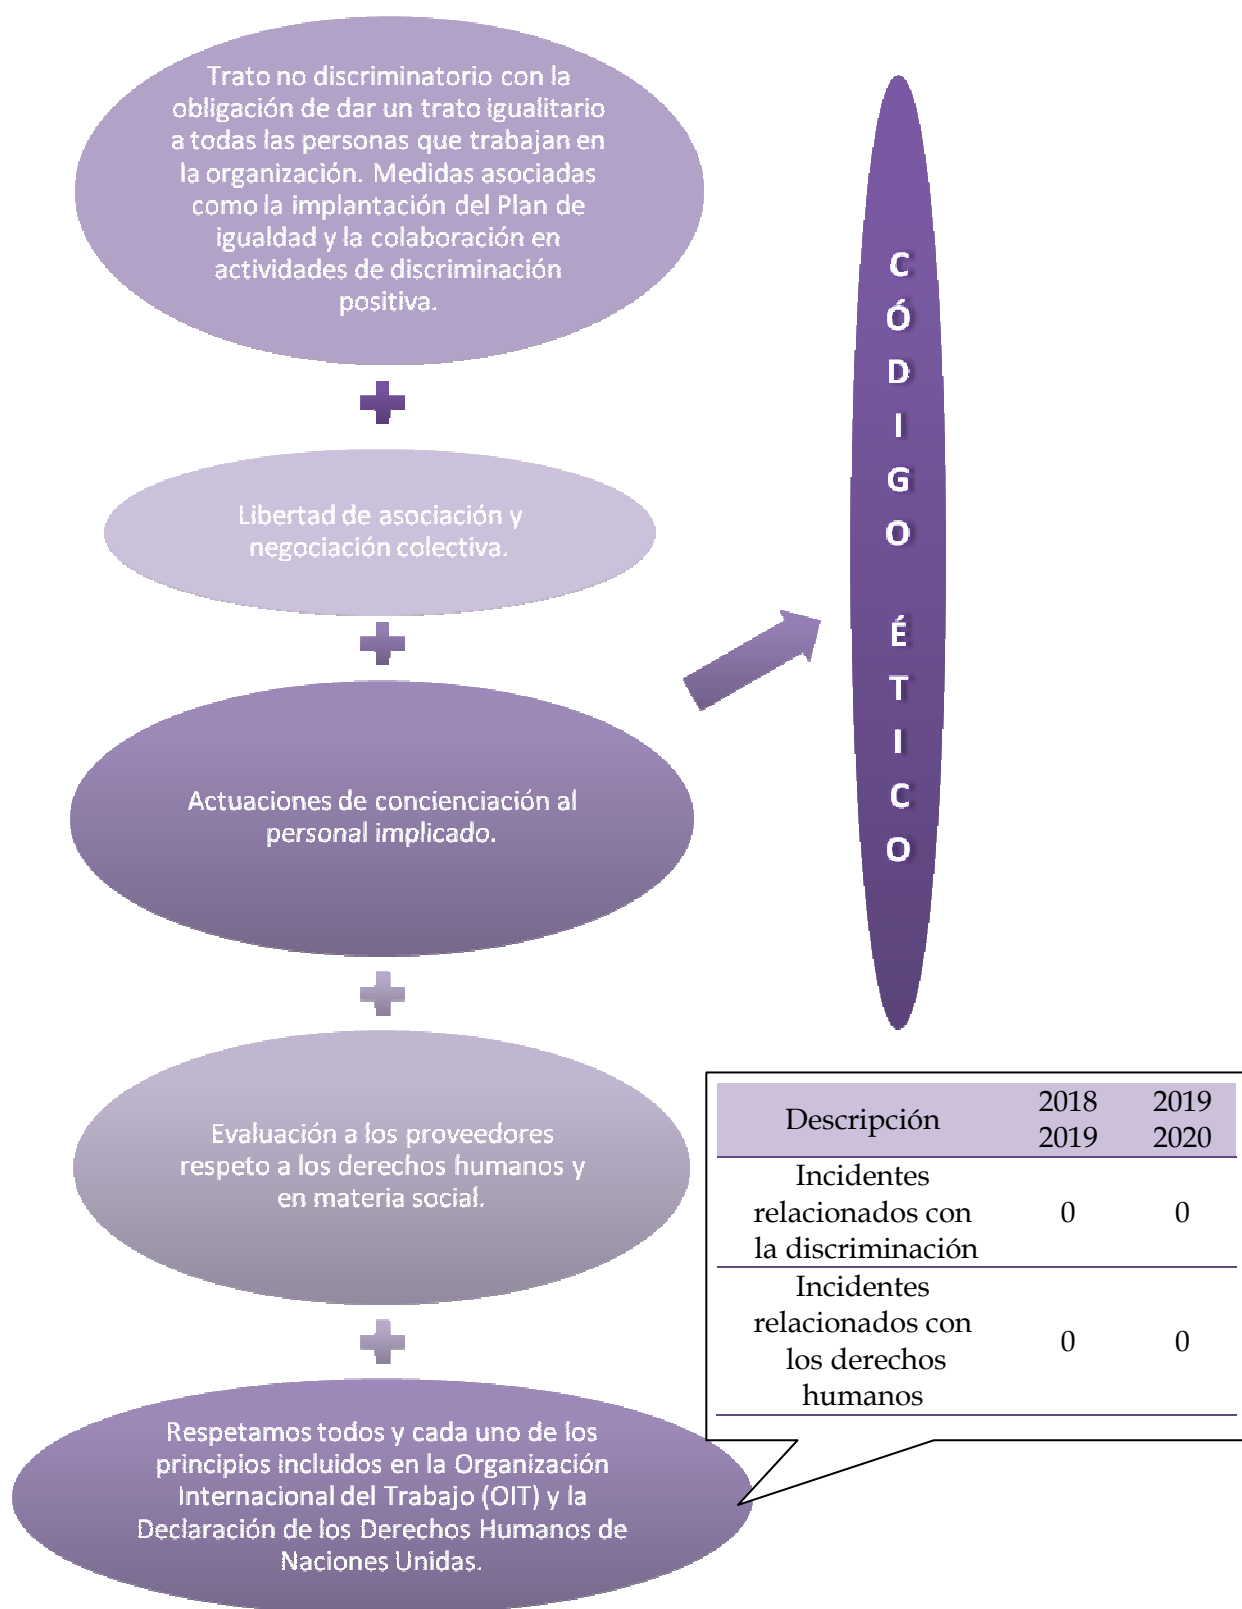 Trato no discriminatorio con la
obligación de dar un trato igualitario
a todas las personas que trabajan en
la organización. Medidas asociadas
como la implantación del Plan de
igualdad y la colaboración en
actividades de discriminación
positiva.
Libertad de asociación y
negociación colectiva.
Actuaciones de concienciación al
personal implicado.
Evaluación a los proveedores
respeto a los derechos humanos y
en materia social.
Respetamos todos y cada uno de los
principios incluidos en la Organización
Internacional del Trabajo (OIT) y la
Declaración de los Derechos Humanos de
Naciones Unidas.
C
Ó
D
I
G
O
É
T
I
C
O
Descripción 2018 2019
2019 2020
Incidentes
relacionados con 0 0
la discriminación
Incidentes
relacionados con
los derechos 0 0
humanos